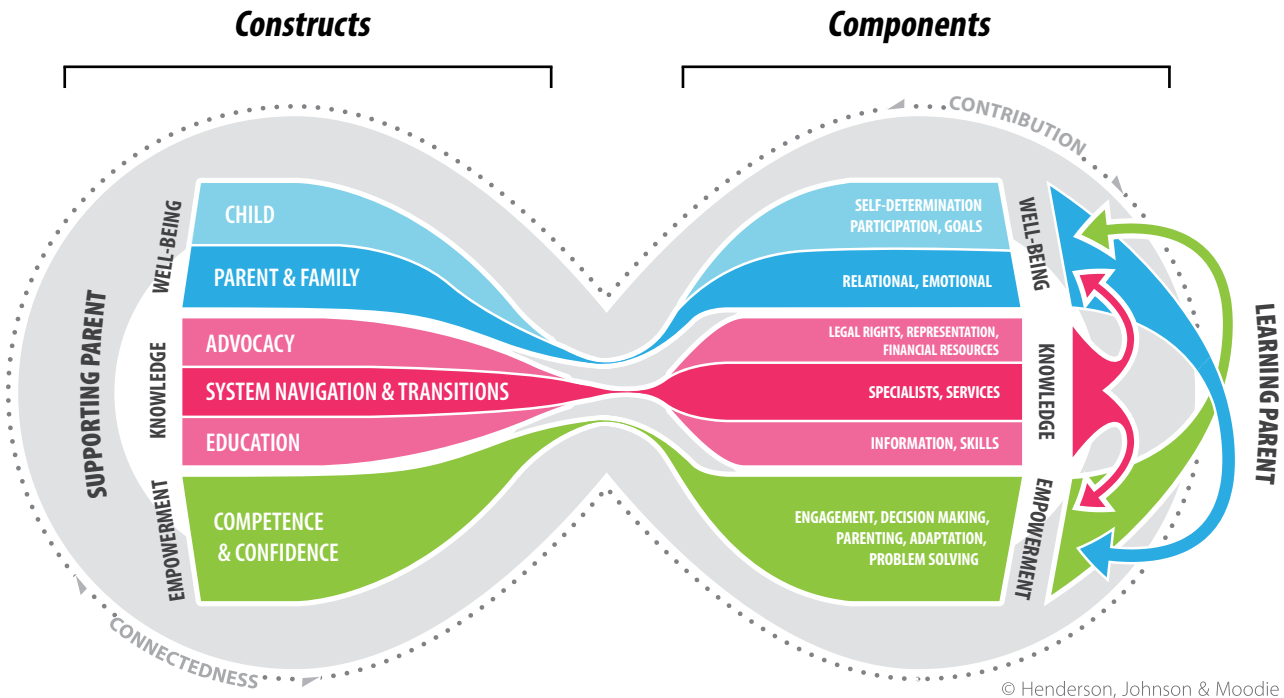 Constructs
Components
CONTRIBUTION
SUPPORTING PARENT
WELL-BEING
CHILD
PARENT & FAMILY
KNOWLEDGE
ADVOCACY
SYSTEM NAVIGATION & TRANSITIONS
EDUCATION
EMPOWERMENT
COMPETENCE
& CONFIDENCE
CONNECTEDNESS
SELF-DETERMINATION
PARTICIPATION, GOALS
RELATIONAL, EMOTIONAL
WELL-BEING
LEGAL RIGHTS, REPRESENTATION,
FINANCIAL RESOURCES
SPECIALISTS, SERVICES
INFORMATION, SKILLS
KNOWLEDGE
ENGAGEMENT, DECISION MAKING,
PARENTING, ADAPTATION,
PROBLEM SOLVING
EMPOWERMENT
LEARNING PARENT
© Henderson, Johnson & Moodie